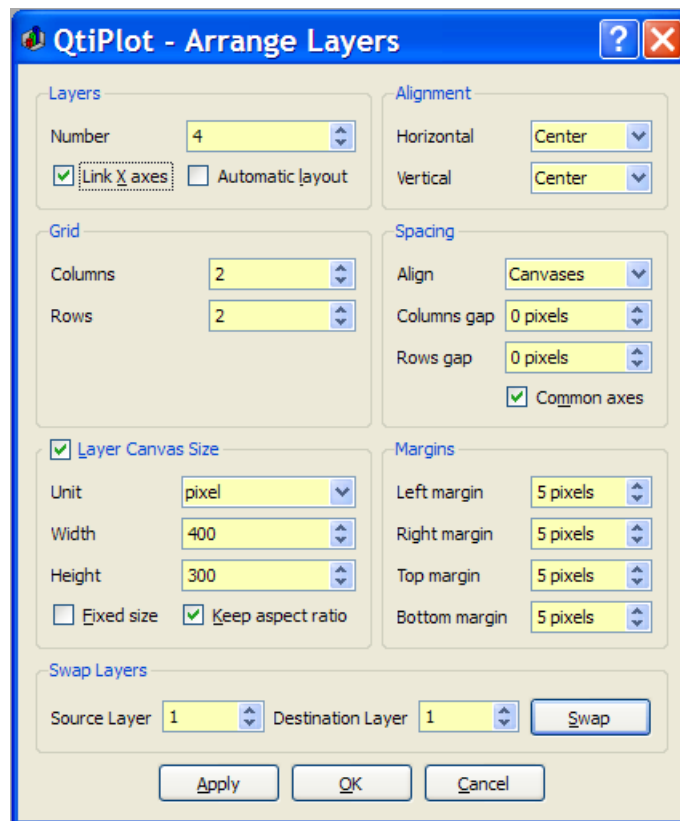 QtiPlot - Arrange Layers
Layers
Number 4
Link X axes Automatic layout
Alignment
Horizontal Center
Vertical Center
Grid
Columns 2
Rows 2
Spacing
Align Canvases
Columns gap 0 pixels
Rows gap 0 pixels
Common axes
Layer Canvas Size
Unit pixel
Width 400
Height 300
Fixed size Keep aspect ratio
Margins
Left margin 5 pixels
Right margin 5 pixels
Top margin 5 pixels
Bottom margin 5 pixels
Swap Layers
Source Layer 1 Destination Layer 1 Swap
Apply OK Cancel